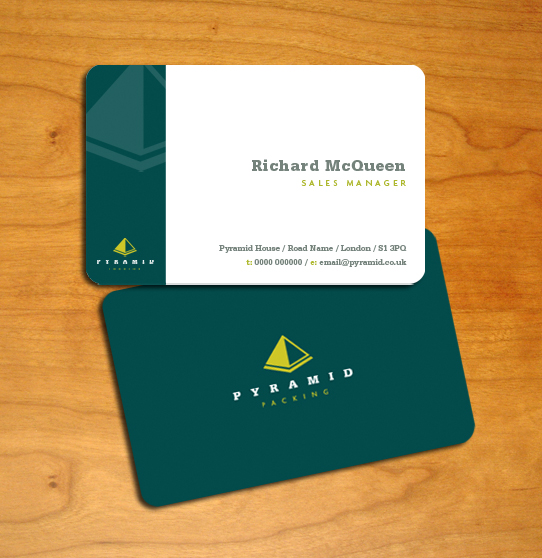 Richard McQueen
SALES MANAGER
Pyramid House / Road Name / London / S1 3PQ
t: 0000 000000 / e: email@pyramid.co.uk
PYRAMID
PACKING
PYRAMID
PACKING